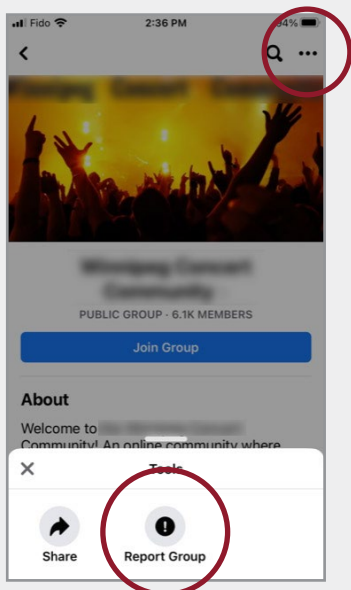 Fido 2:36 PM 94%
PUBLIC GROUP · 6.1K MEMBERS
Join Group
About
Welcome to
Community! An online community where
Tools
Share Report Group